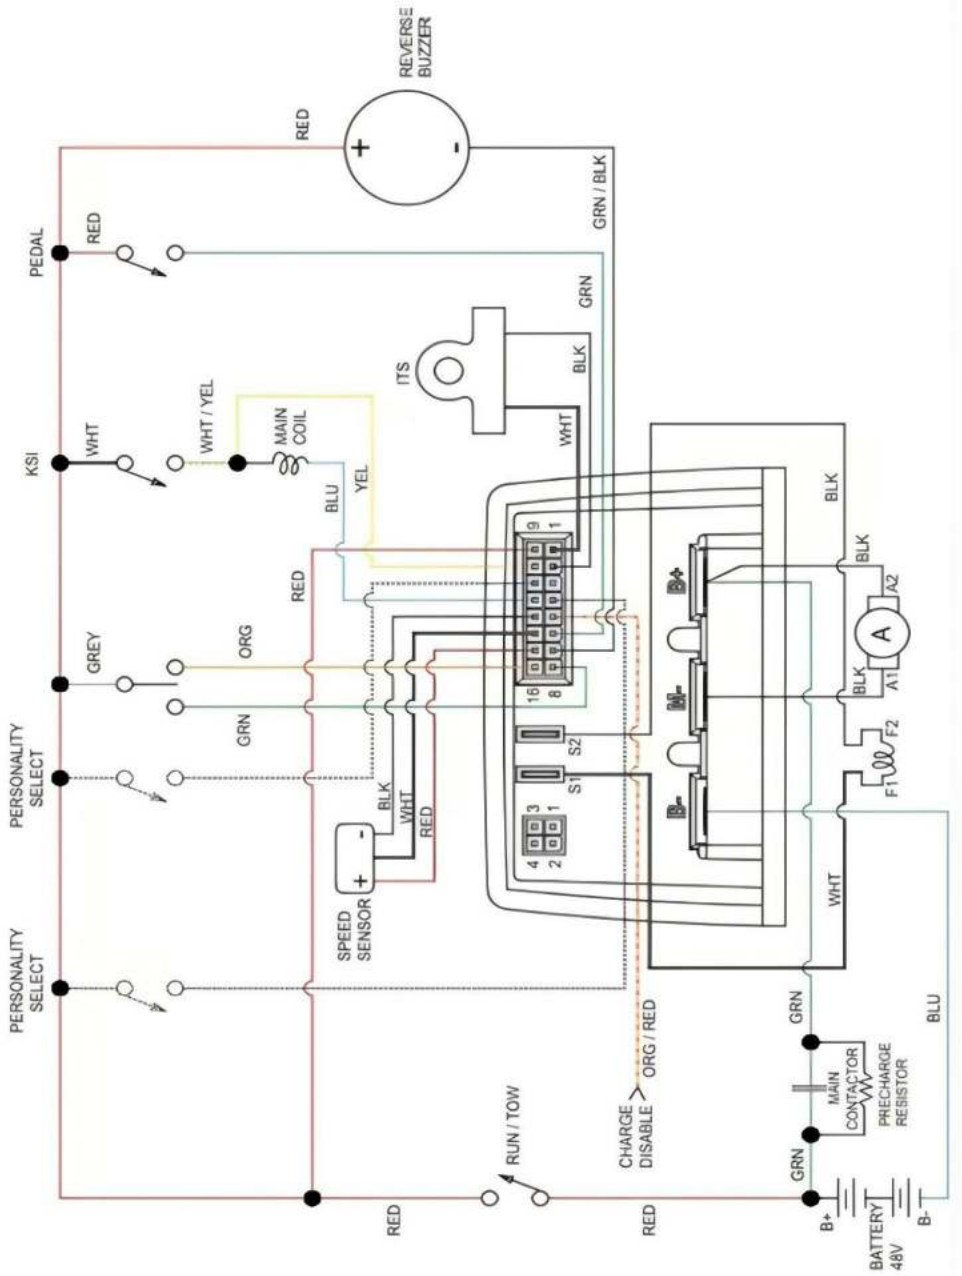 REVERSE
BUZZER
RED
+
-
GRN / BLK
PEDAL
RED
GRN
ITS
BLK
WHT
KSI
WHT
WHT / YEL
MAIN
COIL
BLU
YEL
RED
9
1
16
8
GREY
ORG
GRN
PERSONALITY
SELECT
BLK
WHT
RED
-
+
SPEED
SENSOR
PERSONALITY
SELECT
S2
S1
3
1
4
2
B+
M-
B-
BLK
BLK
A2
A
BLK
A1
F2
F1
WHT
ORG / RED
CHARGE
DISABLE
RUN / TOW
RED
RED
GRN
MAIN
CONTACTOR
PRECHARGE
RESISTOR
GRN
BLU
B+
BATTERY
48V
B-